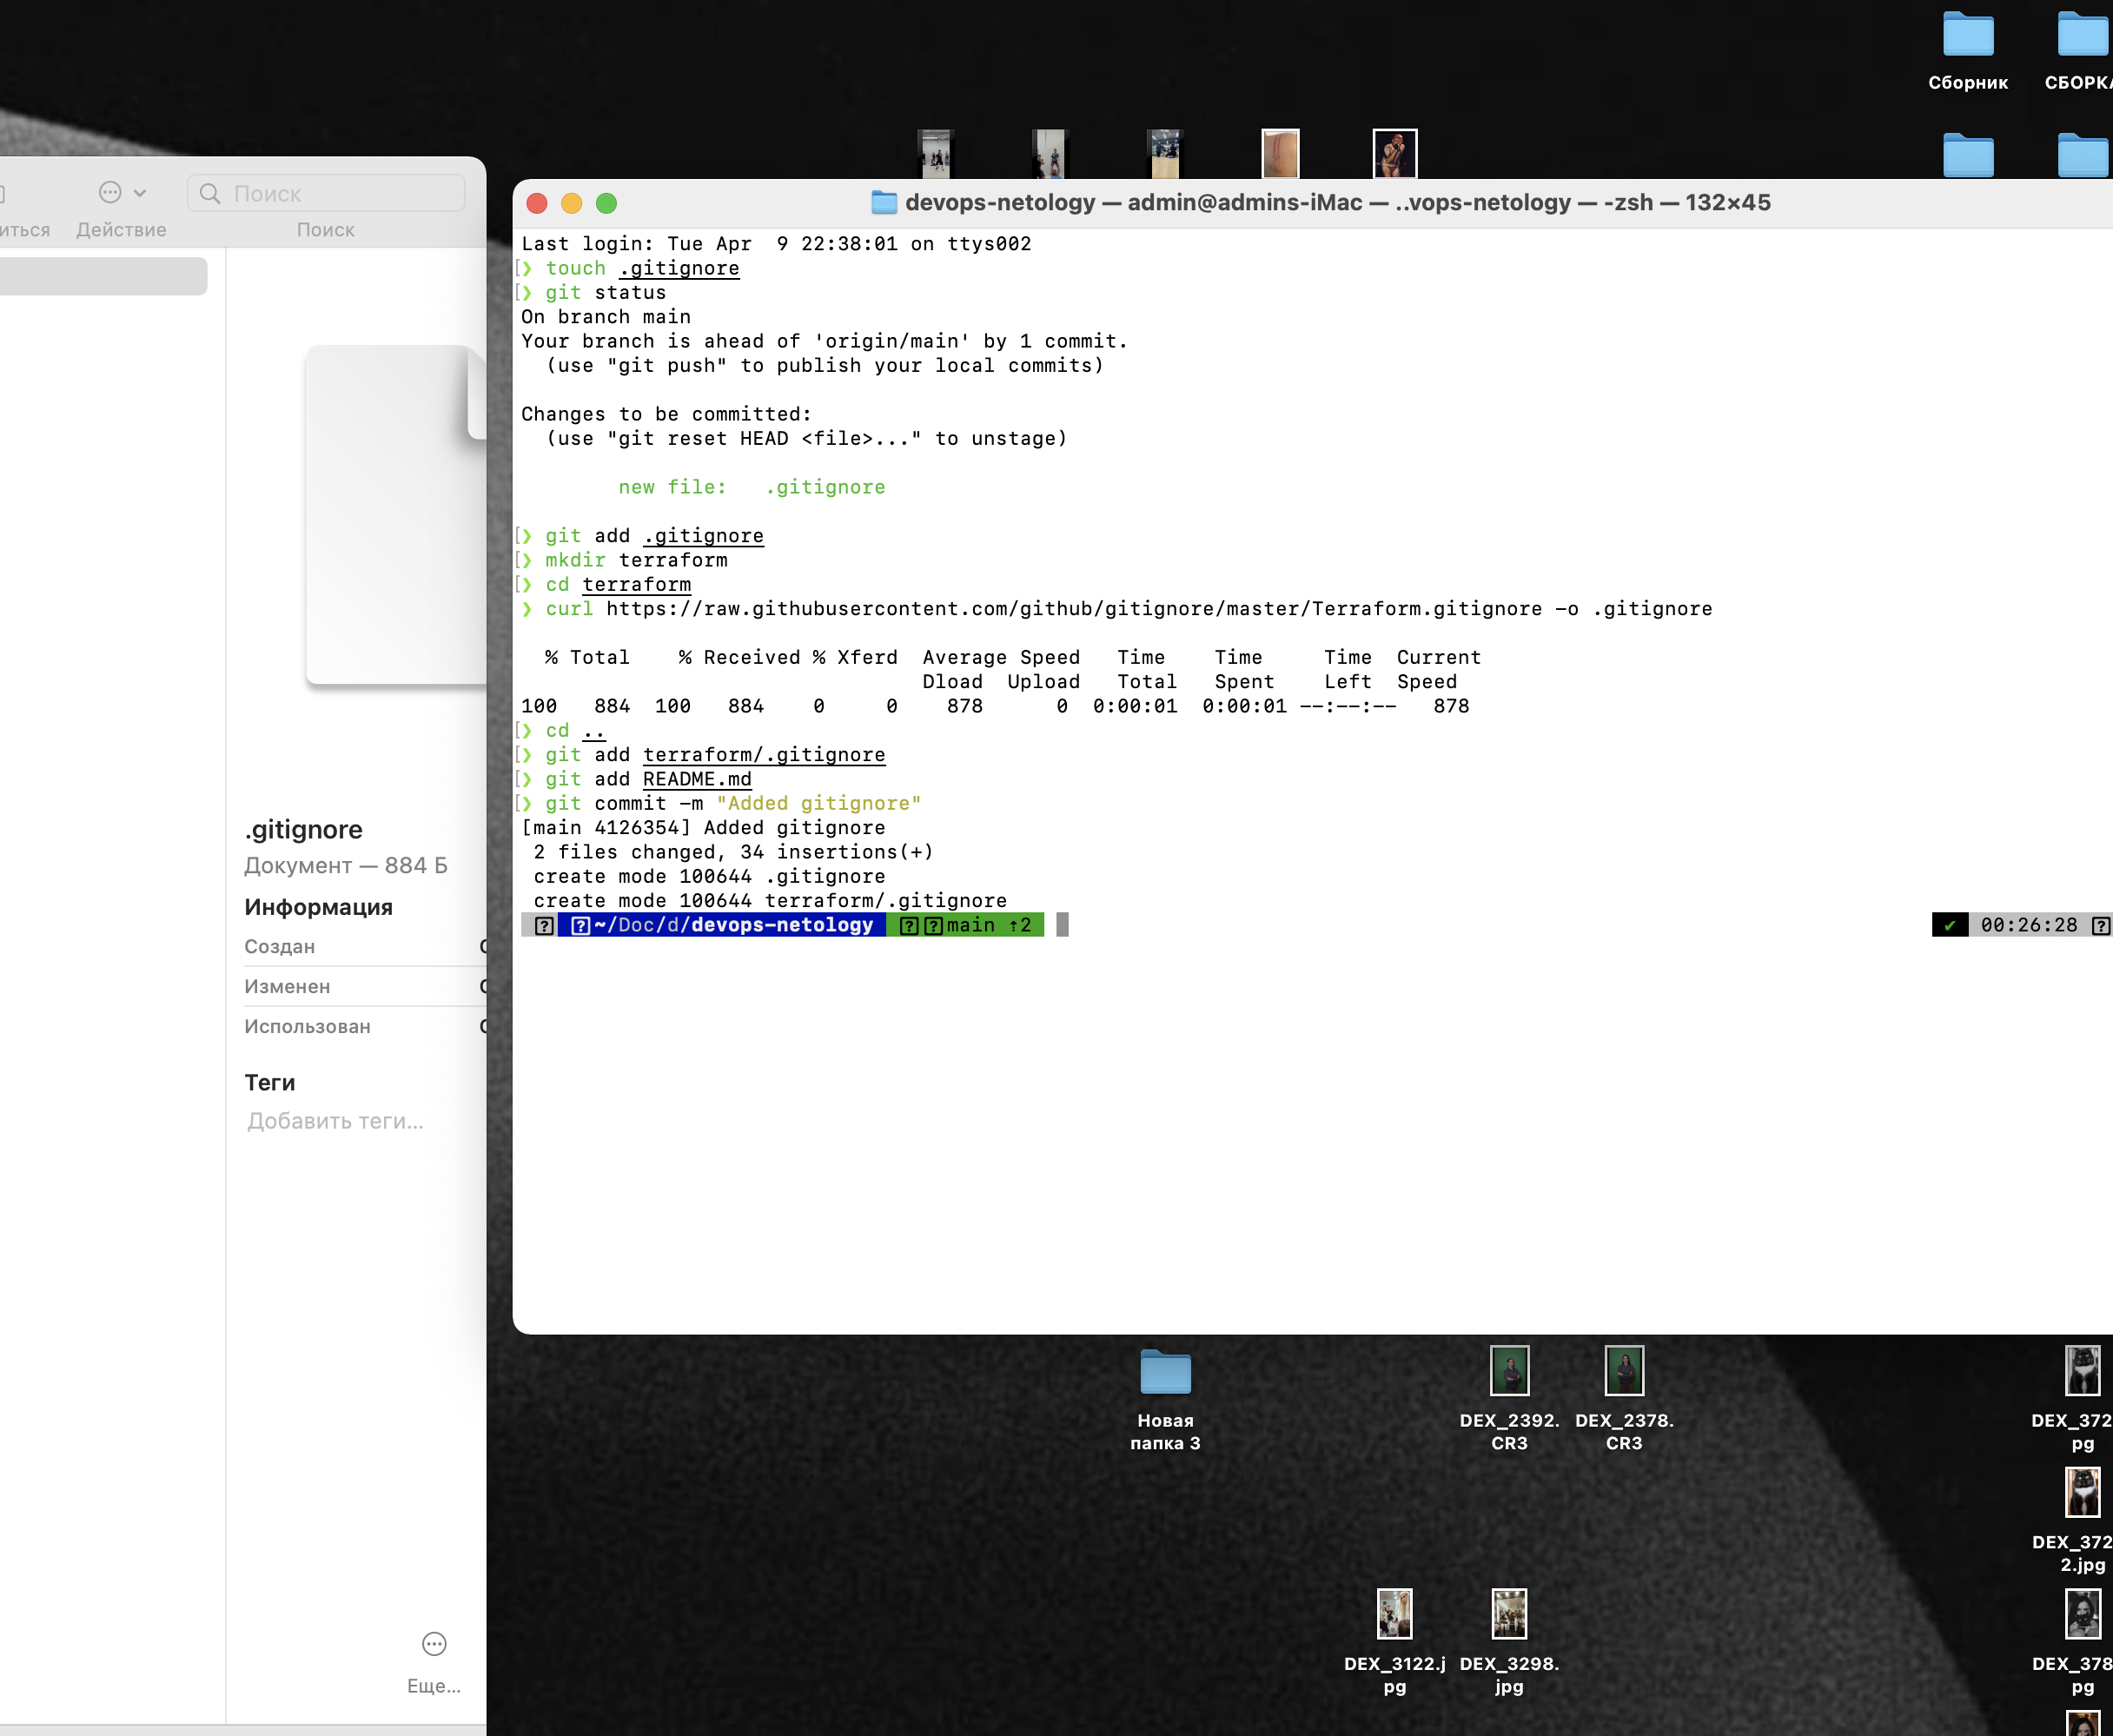 Сборник
СБОРКА
Поиск
иться
Действие
Поиск
.gitignore
Документ — 884 Б
Информация
Создан
Изменен
Использован
Теги
Добавить теги...
Еще...
devops-netology — admin@admins-iMac — ..vops-netology — -zsh — 132×45
Last login: Tue Apr  9 22:38:01 on ttys002
[❯ touch .gitignore
[❯ git status
On branch main
Your branch is ahead of 'origin/main' by 1 commit.
  (use "git push" to publish your local commits)
Changes to be committed:
  (use "git reset HEAD <file>..." to unstage)
        new file:   .gitignore
[❯ git add .gitignore
[❯ mkdir terraform
[❯ cd terraform
❯ curl https://raw.githubusercontent.com/github/gitignore/master/Terraform.gitignore -o .gitignore
  % Total    % Received % Xferd  Average Speed   Time    Time     Time  Current
                                 Dload  Upload   Total   Spent    Left  Speed
100   884  100   884    0     0    878      0  0:00:01  0:00:01 --:--:--   878
[❯ cd ..
[❯ git add terraform/.gitignore
[❯ git add README.md
[❯ git commit -m "Added gitignore"
[main 4126354] Added gitignore
 2 files changed, 34 insertions(+)
 create mode 100644 .gitignore
 create mode 100644 terraform/.gitignore
~/Doc/d/devops-netology main ⇡2 ✔ 00:26:28
Новая
папка 3
DEX_2392.
CR3
DEX_2378.
CR3
DEX_372
pg
DEX_372
2.jpg
DEX_3122.j
pg
DEX_3298.
jpg
DEX_378
pg